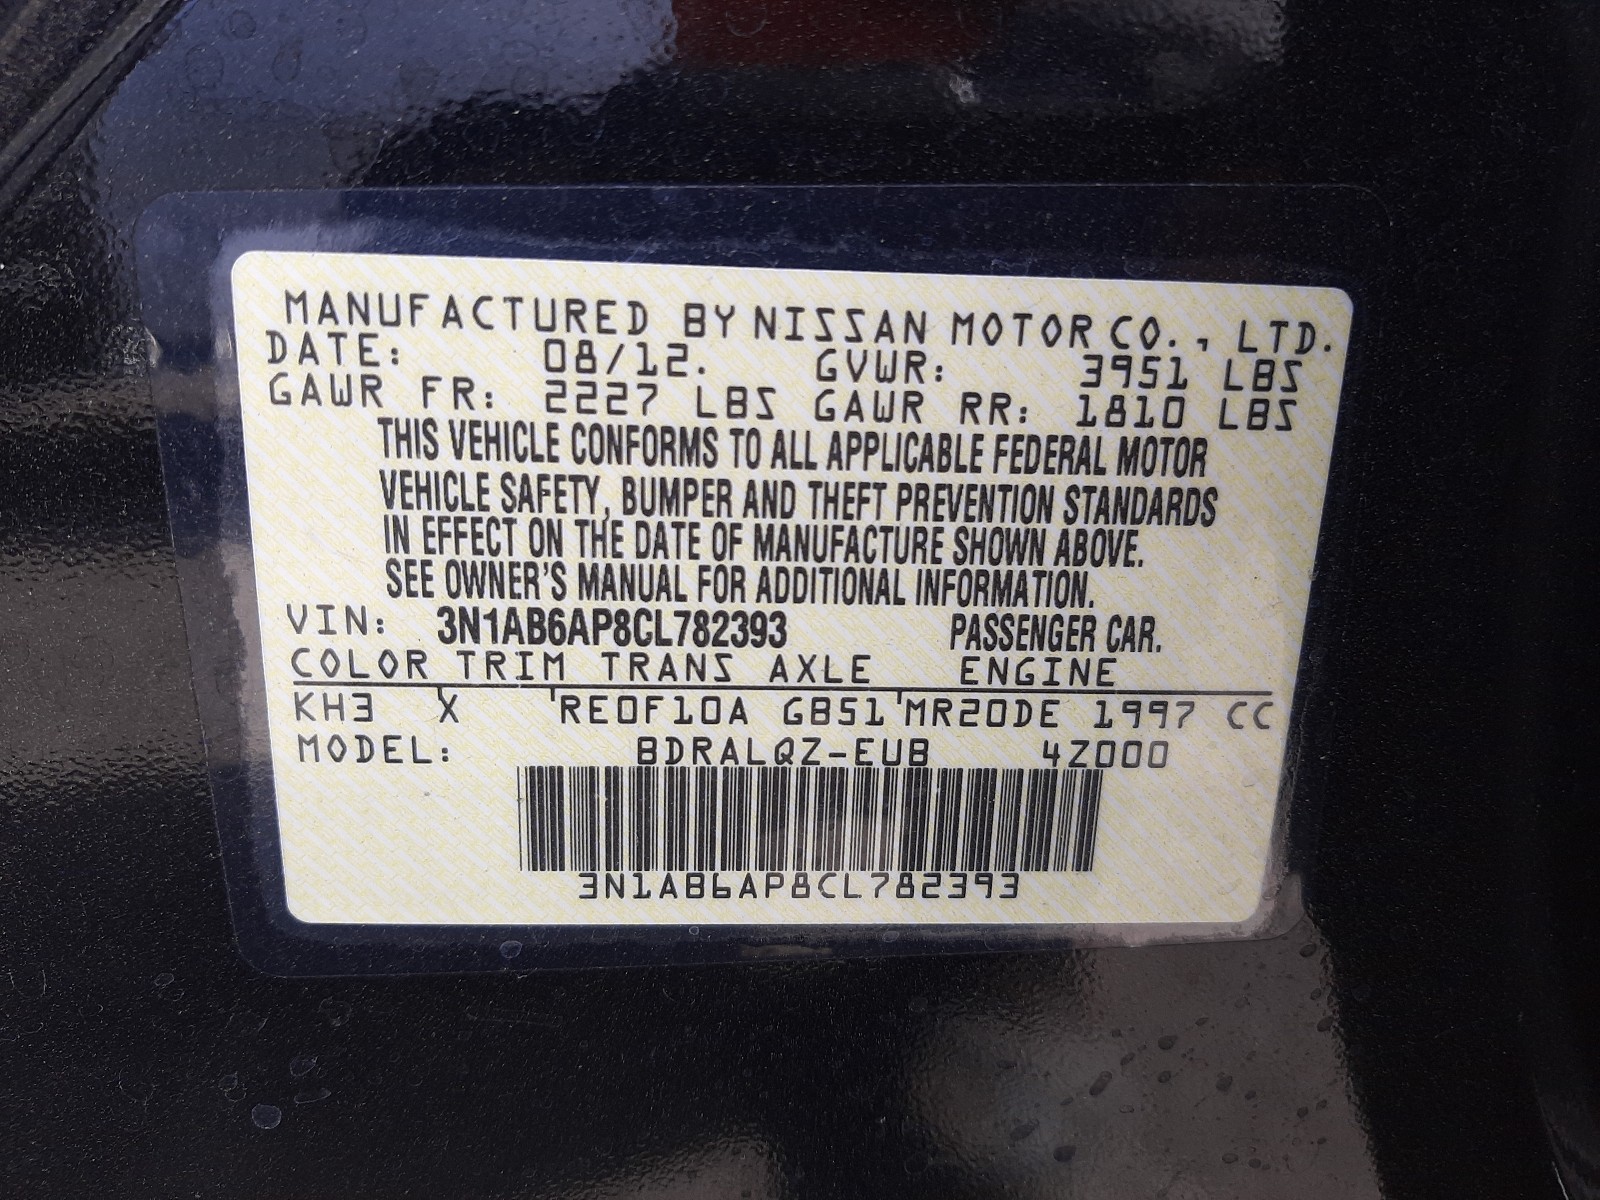 MANUFACTURED BY NISSAN MOTOR CO., LTD.
DATE: 08/12. GVWR: 3951 LBS
GAWR FR: 2227 LBS GAWR RR: 1810 LBS
THIS VEHICLE CONFORMS TO ALL APPLICABLE FEDERAL MOTOR
VEHICLE SAFETY, BUMPER AND THEFT PREVENTION STANDARDS
IN EFFECT ON THE DATE OF MANUFACTURE SHOWN ABOVE.
SEE OWNER'S MANUAL FOR ADDITIONAL INFORMATION.
VIN: 3N1AB6AP8CL782393 PASSENGER CAR.
COLOR TRIM TRANS AXLE ENGINE
KH3 X RE0F10A GB51 MR20DE 1997 CC
MODEL: BDRALQZ-EUB 4Z000
3N1AB6AP8CL782393